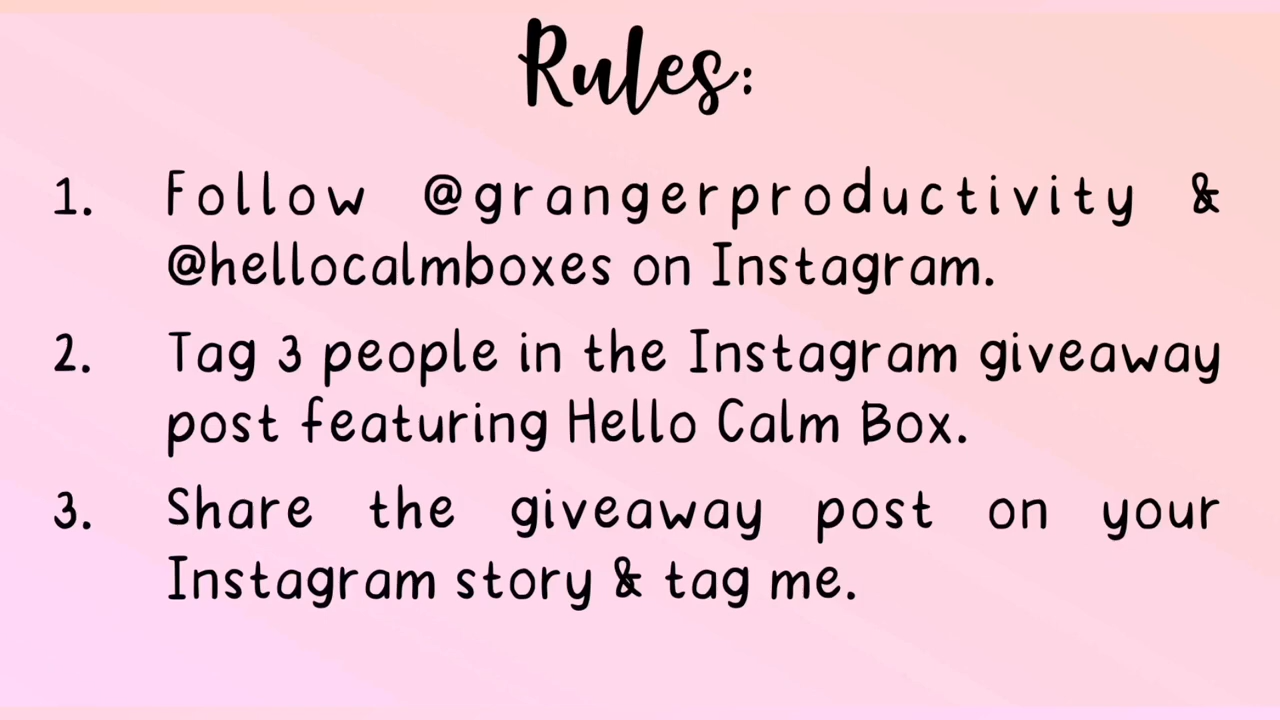 Rules:
1. Follow @grangerproductivity &
@hellocalmboxes on Instagram.
2. Tag 3 people in the Instagram giveaway
post featuring Hello Calm Box.
3. Share the giveaway post on your
Instagram story & tag me.